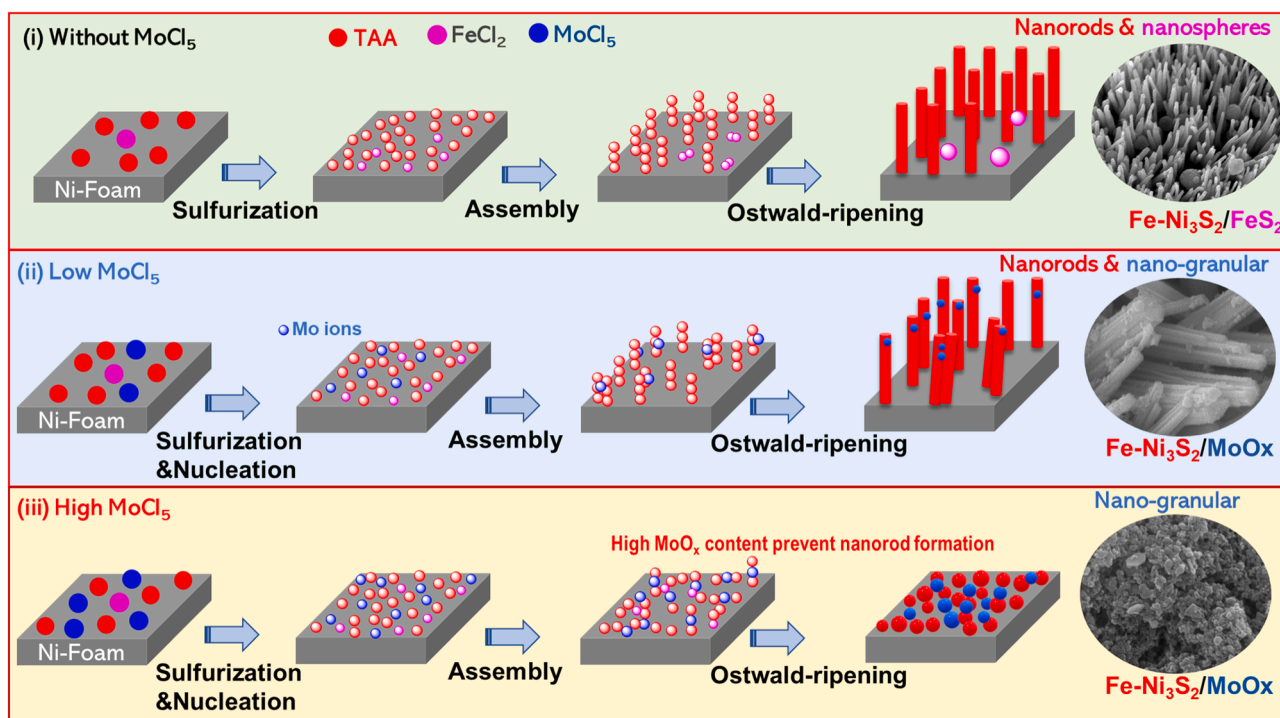 (i) Without MoCl₅
TAA
FeCl₂
MoCl₅
Nanorods & nanospheres
Ni-Foam
Sulfurization
Assembly
Ostwald-ripening
Fe-Ni₃S₂/FeS₂
(ii) Low MoCl₅
Nanorods & nano-granular
Mo ions
Ni-Foam
Sulfurization
&Nucleation
Assembly
Ostwald-ripening
Fe-Ni₃S₂/MoOx
(iii) High MoCl₅
Nano-granular
High MoOₓ content prevent nanorod formation
Ni-Foam
Sulfurization
&Nucleation
Assembly
Ostwald-ripening
Fe-Ni₃S₂/MoOx